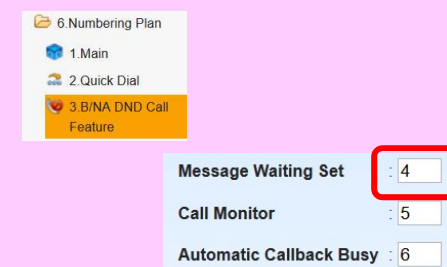 6.Numbering Plan
1.Main
2.Quick Dial
3.B/NA DND Call
Feature
Message Waiting Set : 4
Call Monitor : 5
Automatic Callback Busy : 6